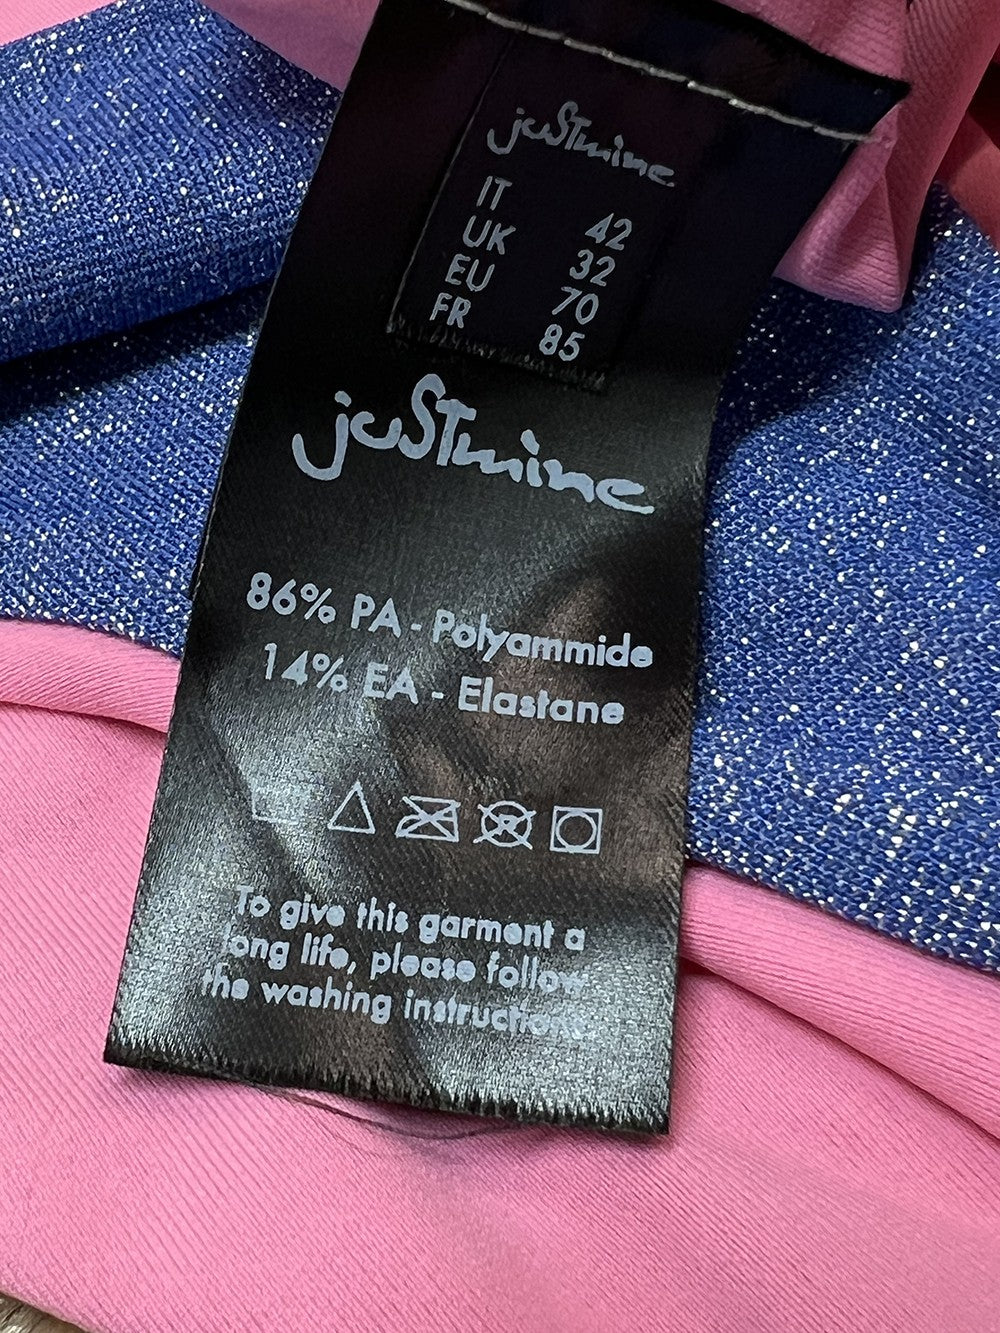 juSTmine
IT 42
UK 32
EU 70
FR 85
juSTmine
86% PA - Polyammide
14% EA - Elastane
To give this garment a
long life, please follow
the washing instructions